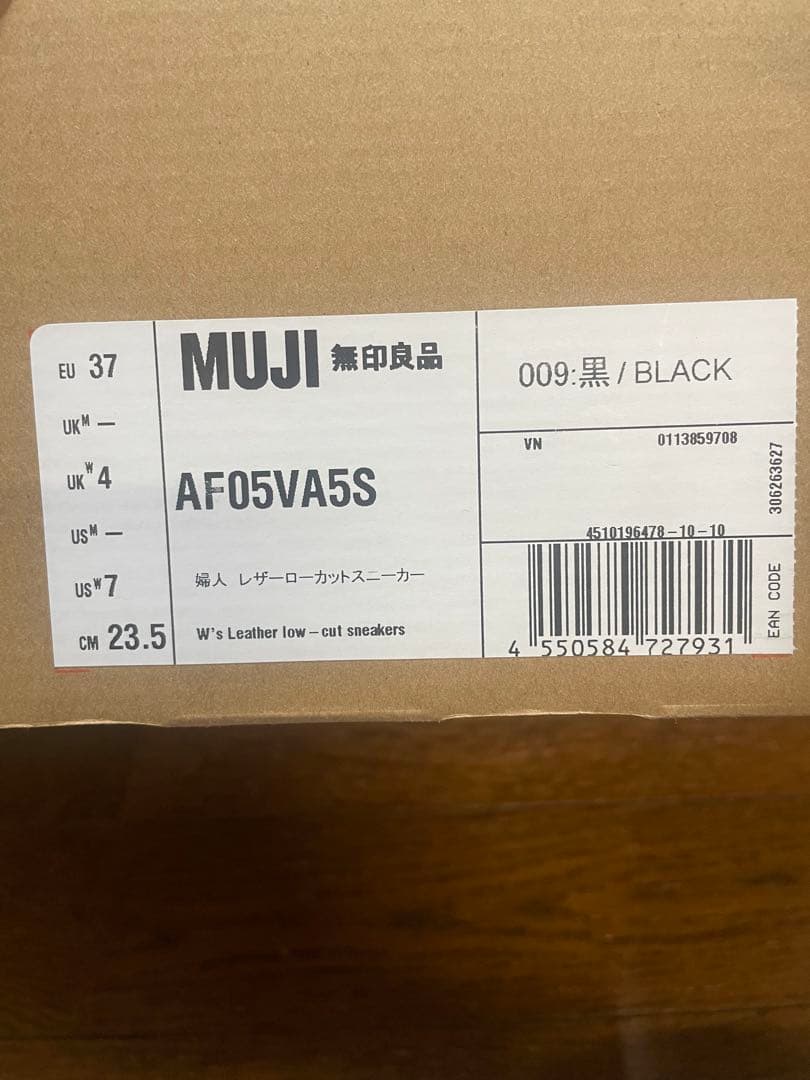 EU 37
UKᴹ —
UKᵂ 4
USᴹ —
USᵂ 7
CM 23.5
MUJI 無印良品
AF05VA5S
婦人 レザーローカットスニーカー
W's Leather low-cut sneakers
009:黒 / BLACK
VN 0113859708
306263627
4510196478-10-10
4 550584 727931
EAN CODE